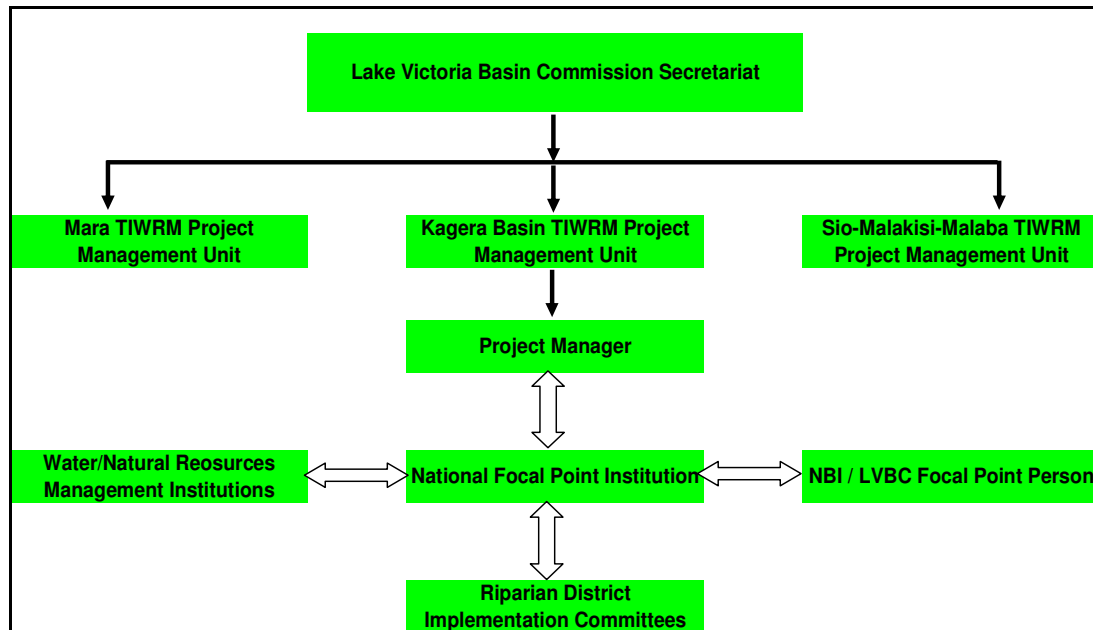 Lake Victoria Basin Commission Secretariat
Mara TIWRM Project
Management Unit
Kagera Basin TIWRM Project
Management Unit
Sio-Malakisi-Malaba TIWRM
Project Management Unit
Project Manager
Water/Natural Reosurces
Management Institutions
National Focal Point Institution
NBI / LVBC Focal Point Person
Riparian District
Implementation Committees